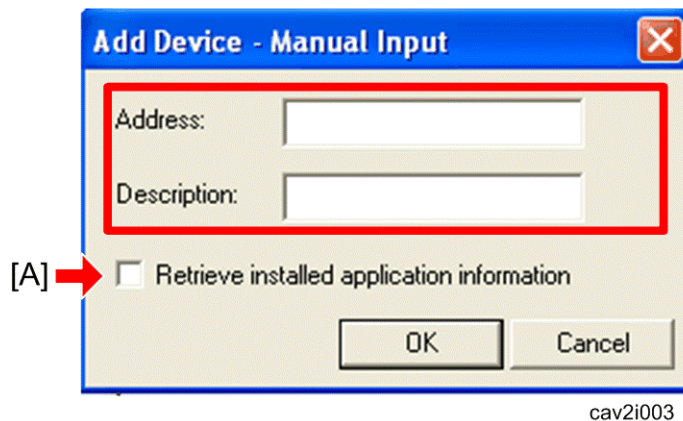 Add Device - Manual Input
Address:
Description:
[A]
Retrieve installed application information
OK
Cancel
cav2i003